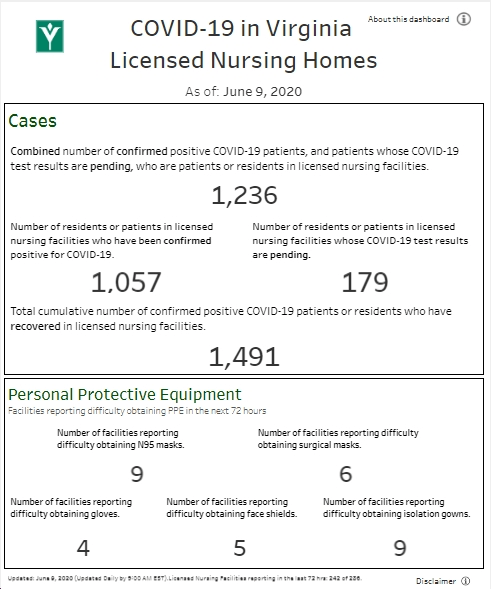 About this dashboard
COVID-19 in Virginia
Licensed Nursing Homes
As of: June 9, 2020
Cases
Combined number of confirmed positive COVID-19 patients, and patients whose COVID-19
test results are pending, who are patients or residents in licensed nursing facilities.
1,236
Number of residents or patients in licensed
nursing facilities who have been confirmed
positive for COVID-19.
1,057
Number of residents or patients in licensed
nursing facilities whose COVID-19 test results
are pending.
179
Total cumulative number of confirmed positive COVID-19 patients or residents who have
recovered in licensed nursing facilities.
1,491
Personal Protective Equipment
Facilities reporting difficulty obtaining PPE in the next 72 hours
Number of facilities reporting
difficulty obtaining N95 masks.
9
Number of facilities reporting difficulty
obtaining surgical masks.
6
Number of facilities reporting
difficulty obtaining gloves.
4
Number of facilities reporting
difficulty obtaining face shields.
5
Number of facilities reporting
difficulty obtaining isolation gowns.
9
Updated: June 9, 2020 (Updated Daily by 9:00 AM EST). Licensed Nursing Facilities reporting in the last 72 hrs: 242 of 286.
Disclaimer